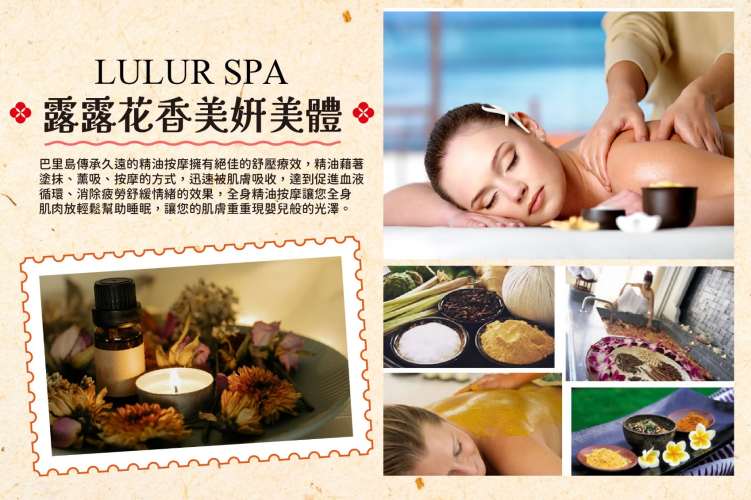 LULUR SPA
露露花香美妍美體
巴里島傳承久遠的精油按摩擁有絕佳的舒壓療效，精油藉著
塗抹、薰吸、按摩的方式，迅速被肌膚吸收，達到促進血液
循環、消除疲勞舒緩情緒的效果，全身精油按摩讓您全身
肌肉放輕鬆幫助睡眠，讓您的肌膚重重現嬰兒般的光澤。